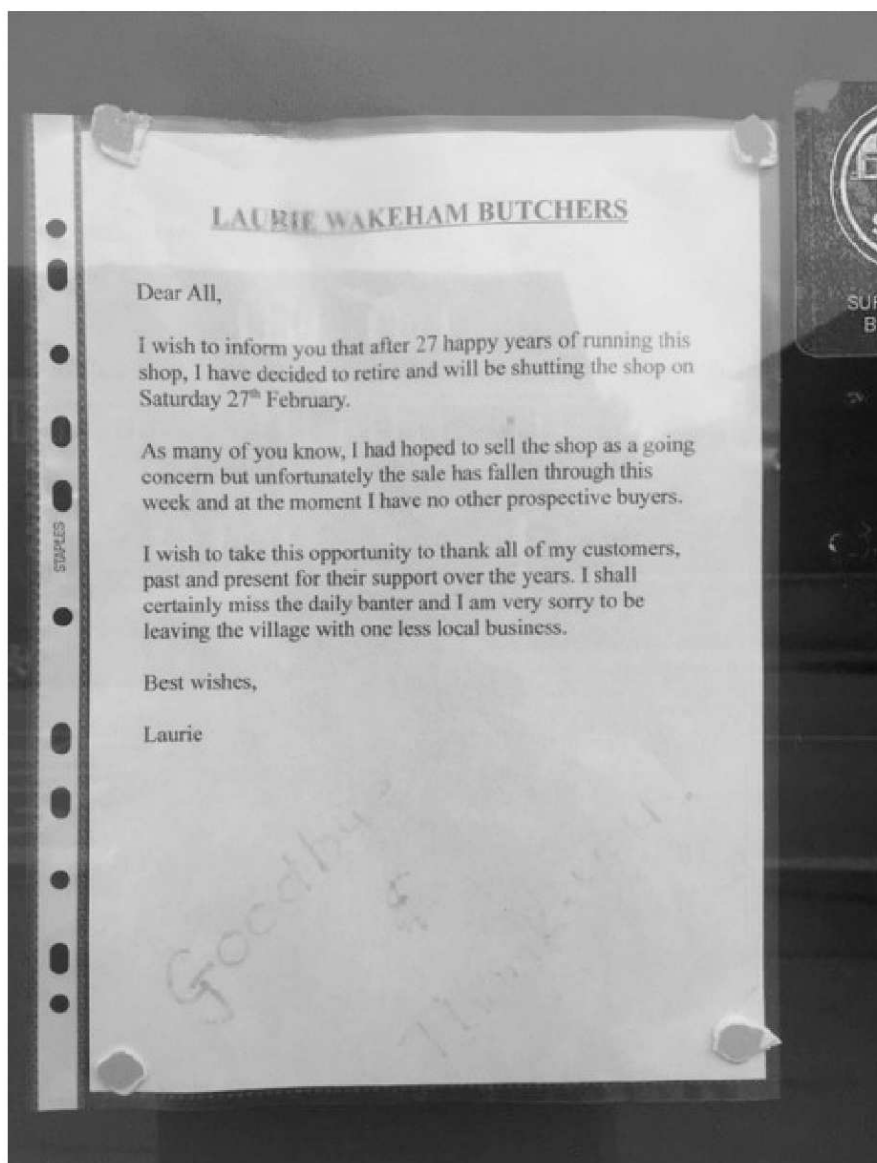 LAURIE WAKEHAM BUTCHERS
Dear All,
I wish to inform you that after 27 happy years of running this
shop, I have decided to retire and will be shutting the shop on
Saturday 27th February.
As many of you know, I had hoped to sell the shop as a going
concern but unfortunately the sale has fallen through this
week and at the moment I have no other prospective buyers.
I wish to take this opportunity to thank all of my customers,
past and present for their support over the years. I shall
certainly miss the daily banter and I am very sorry to be
leaving the village with one less local business.
Best wishes,
Laurie
Goodbye
&
Thank-you.
STAPLES